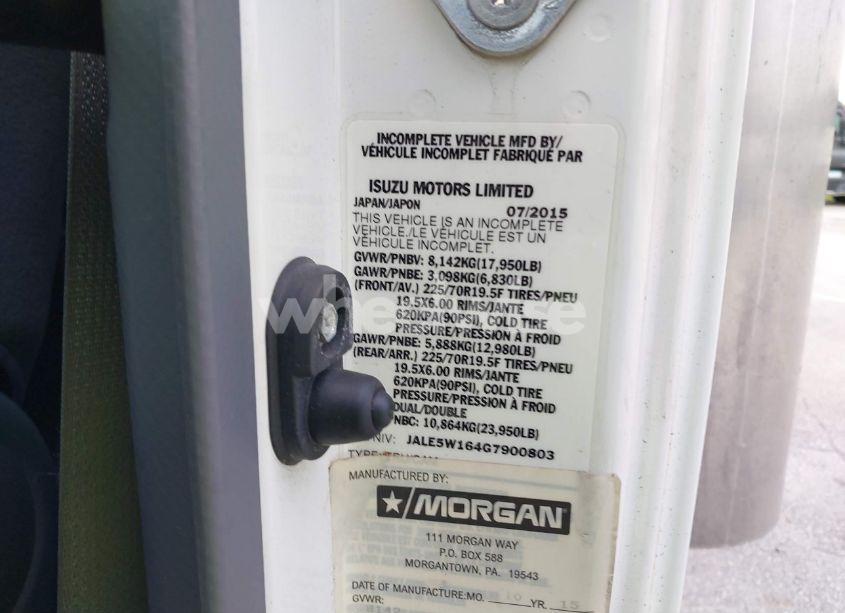 INCOMPLETE VEHICLE MFD BY/
VÉHICULE INCOMPLET FABRIQUÉ PAR
ISUZU MOTORS LIMITED
JAPAN/JAPON 07/2015
THIS VEHICLE IS AN INCOMPLETE
VEHICLE./LE VÉHICULE EST UN
VÉHICULE INCOMPLET.
GVWR/PNBV: 8,142KG(17,950LB)
GAWR/PNBE: 3,098KG(6,830LB)
(FRONT/AV.) 225/70R19.5F TIRES/PNEU
19.5X6.00 RIMS/JANTE
620KPA(90PSI), COLD TIRE
PRESSURE/PRESSION À FROID
GAWR/PNBE: 5,888KG(12,980LB)
(REAR/ARR.) 225/70R19.5F TIRES/PNEU
19.5X6.00 RIMS/JANTE
620KPA(90PSI), COLD TIRE
PRESSURE/PRESSION À FROID
DUAL/DOUBLE
NBC: 10,864KG(23,950LB)
NIV: JALE5W164G7900803
MANUFACTURED BY:
MORGAN
111 MORGAN WAY
P.O. BOX 588
MORGANTOWN, PA. 19543
DATE OF MANUFACTURE: MO. 10 YR. 15
GVWR:
8142